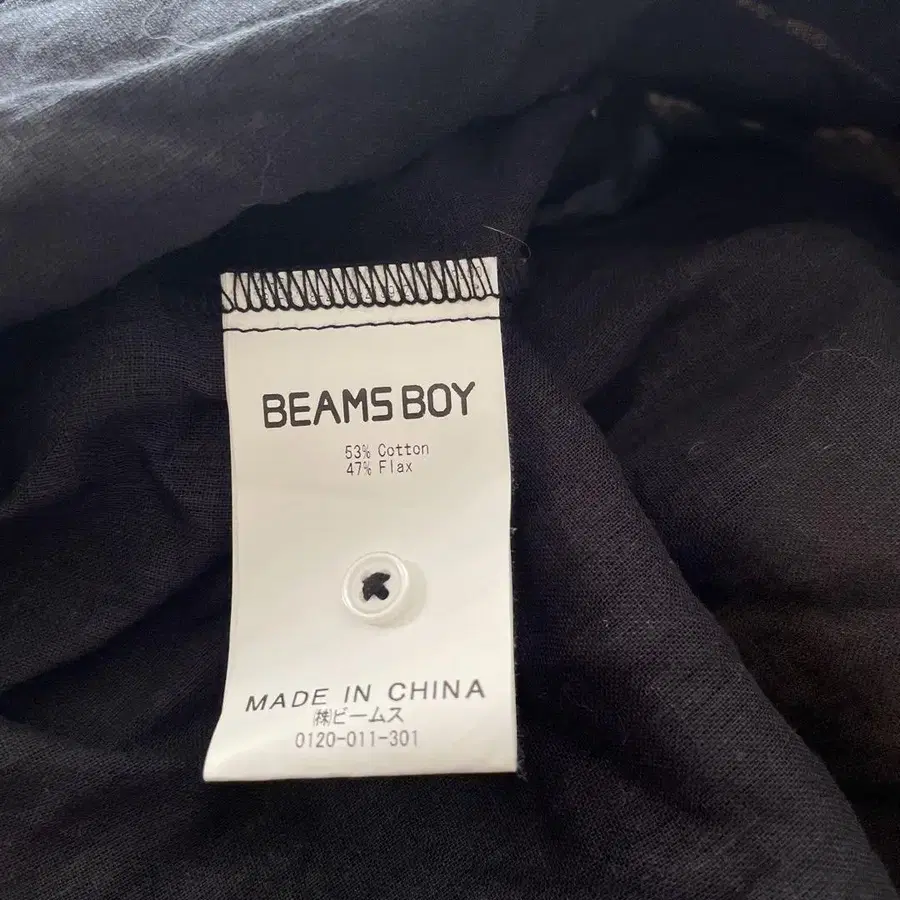 BEAMS BOY
53% Cotton
47% Flax
MADE IN CHINA
㈱ビームス
0120-011-301